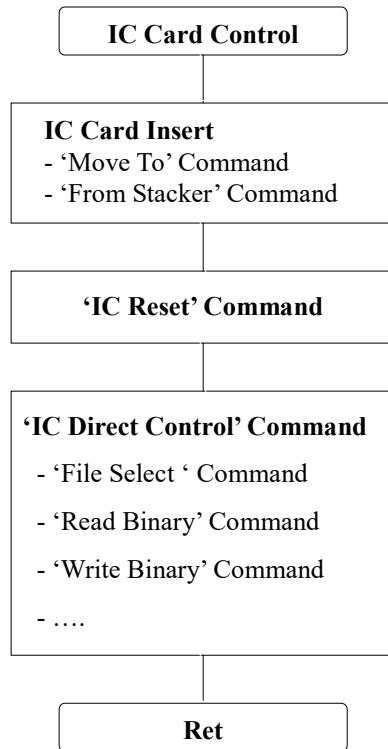 IC Card Control
IC Card Insert
- ‘Move To’ Command
- ‘From Stacker’ Command
‘IC Reset’ Command
‘IC Direct Control’ Command
- ‘File Select ‘ Command
- ‘Read Binary’ Command
- ‘Write Binary’ Command
- ….
Ret